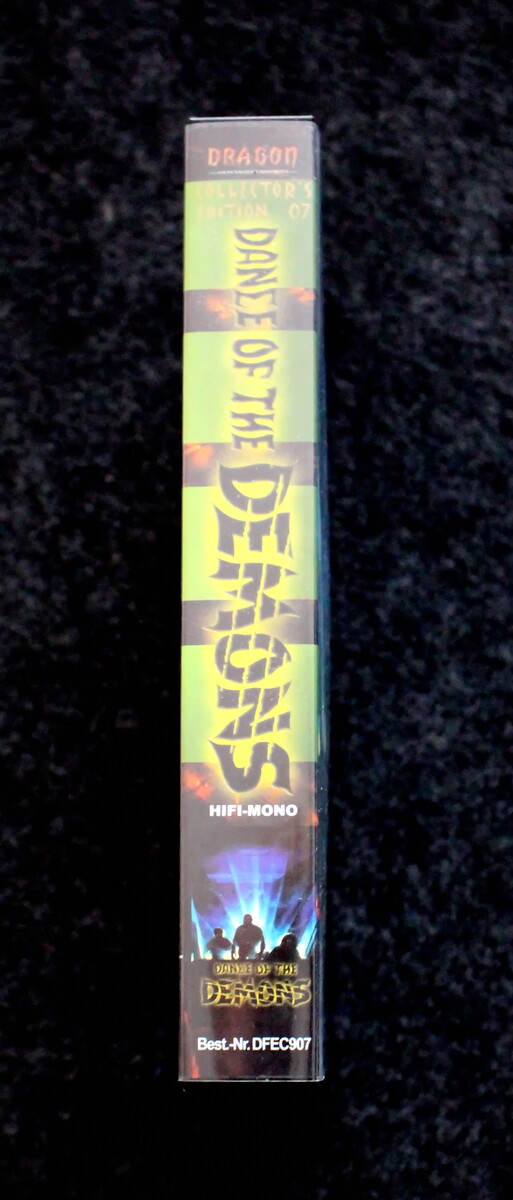 DRAGON
COLLECTOR'S
EDITION 07
DANCE OF THE
DEMONS
HIFI-MONO
DANCE OF THE
DEMONS
Best.-Nr. DFEC907